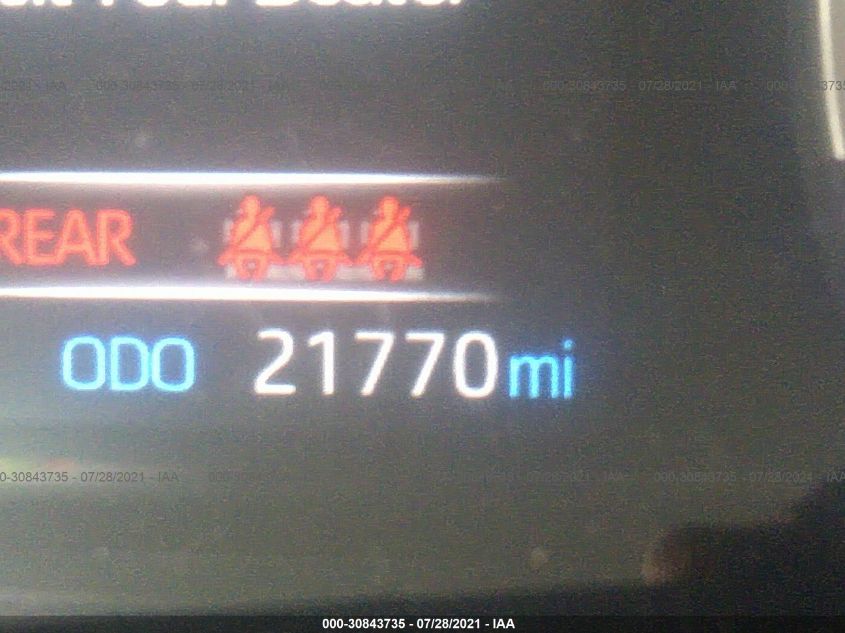 REAR
ODO 21770 mi
000-30843735 - 07/28/2021 - IAA